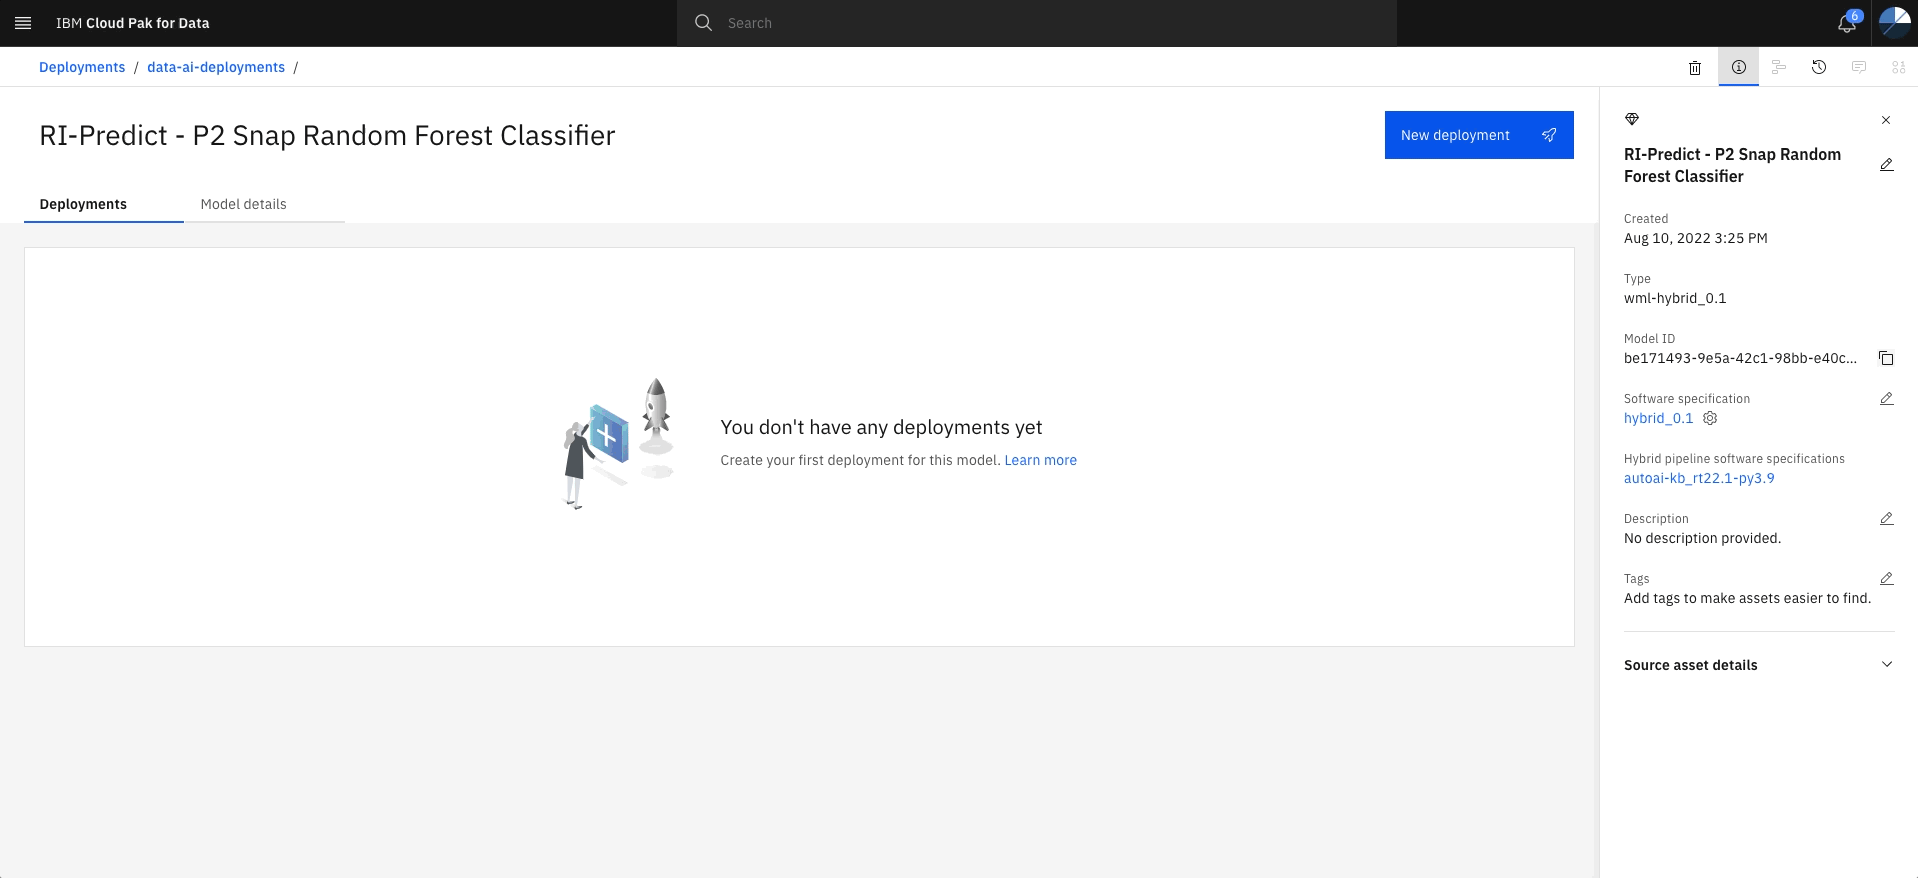 IBM Cloud Pak for Data
Search
6
Deployments / data-ai-deployments /
RI-Predict - P2 Snap Random Forest Classifier
New deployment
Deployments
Model details
You don't have any deployments yet
Create your first deployment for this model. Learn more
RI-Predict - P2 Snap Random
Forest Classifier
Created
Aug 10, 2022 3:25 PM
Type
wml-hybrid_0.1
Model ID
be171493-9e5a-42c1-98bb-e40c...
Software specification
hybrid_0.1
Hybrid pipeline software specifications
autoai-kb_rt22.1-py3.9
Description
No description provided.
Tags
Add tags to make assets easier to find.
Source asset details